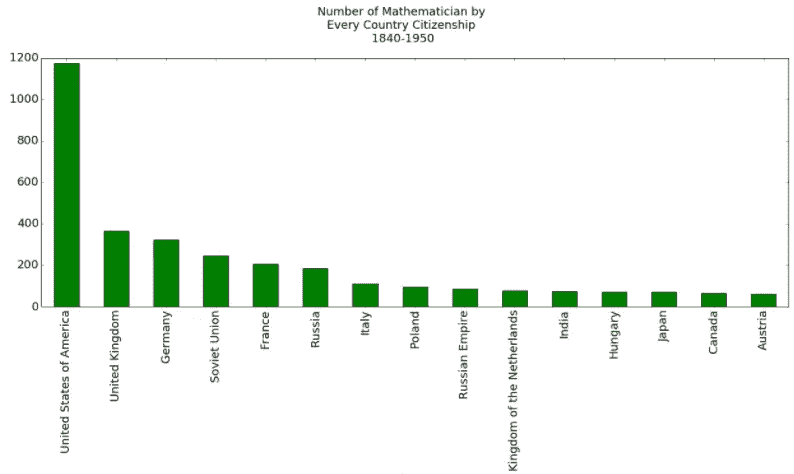 Number of Mathematician by
Every Country Citizenship
1840-1950
1200
1000
800
600
400
200
0
United States of America
United Kingdom
Germany
Soviet Union
France
Russia
Italy
Poland
Russian Empire
Kingdom of the Netherlands
India
Hungary
Japan
Canada
Austria